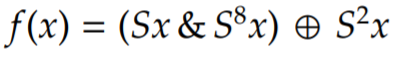 f(x) = (Sx & S⁸x) ⊕ S²x